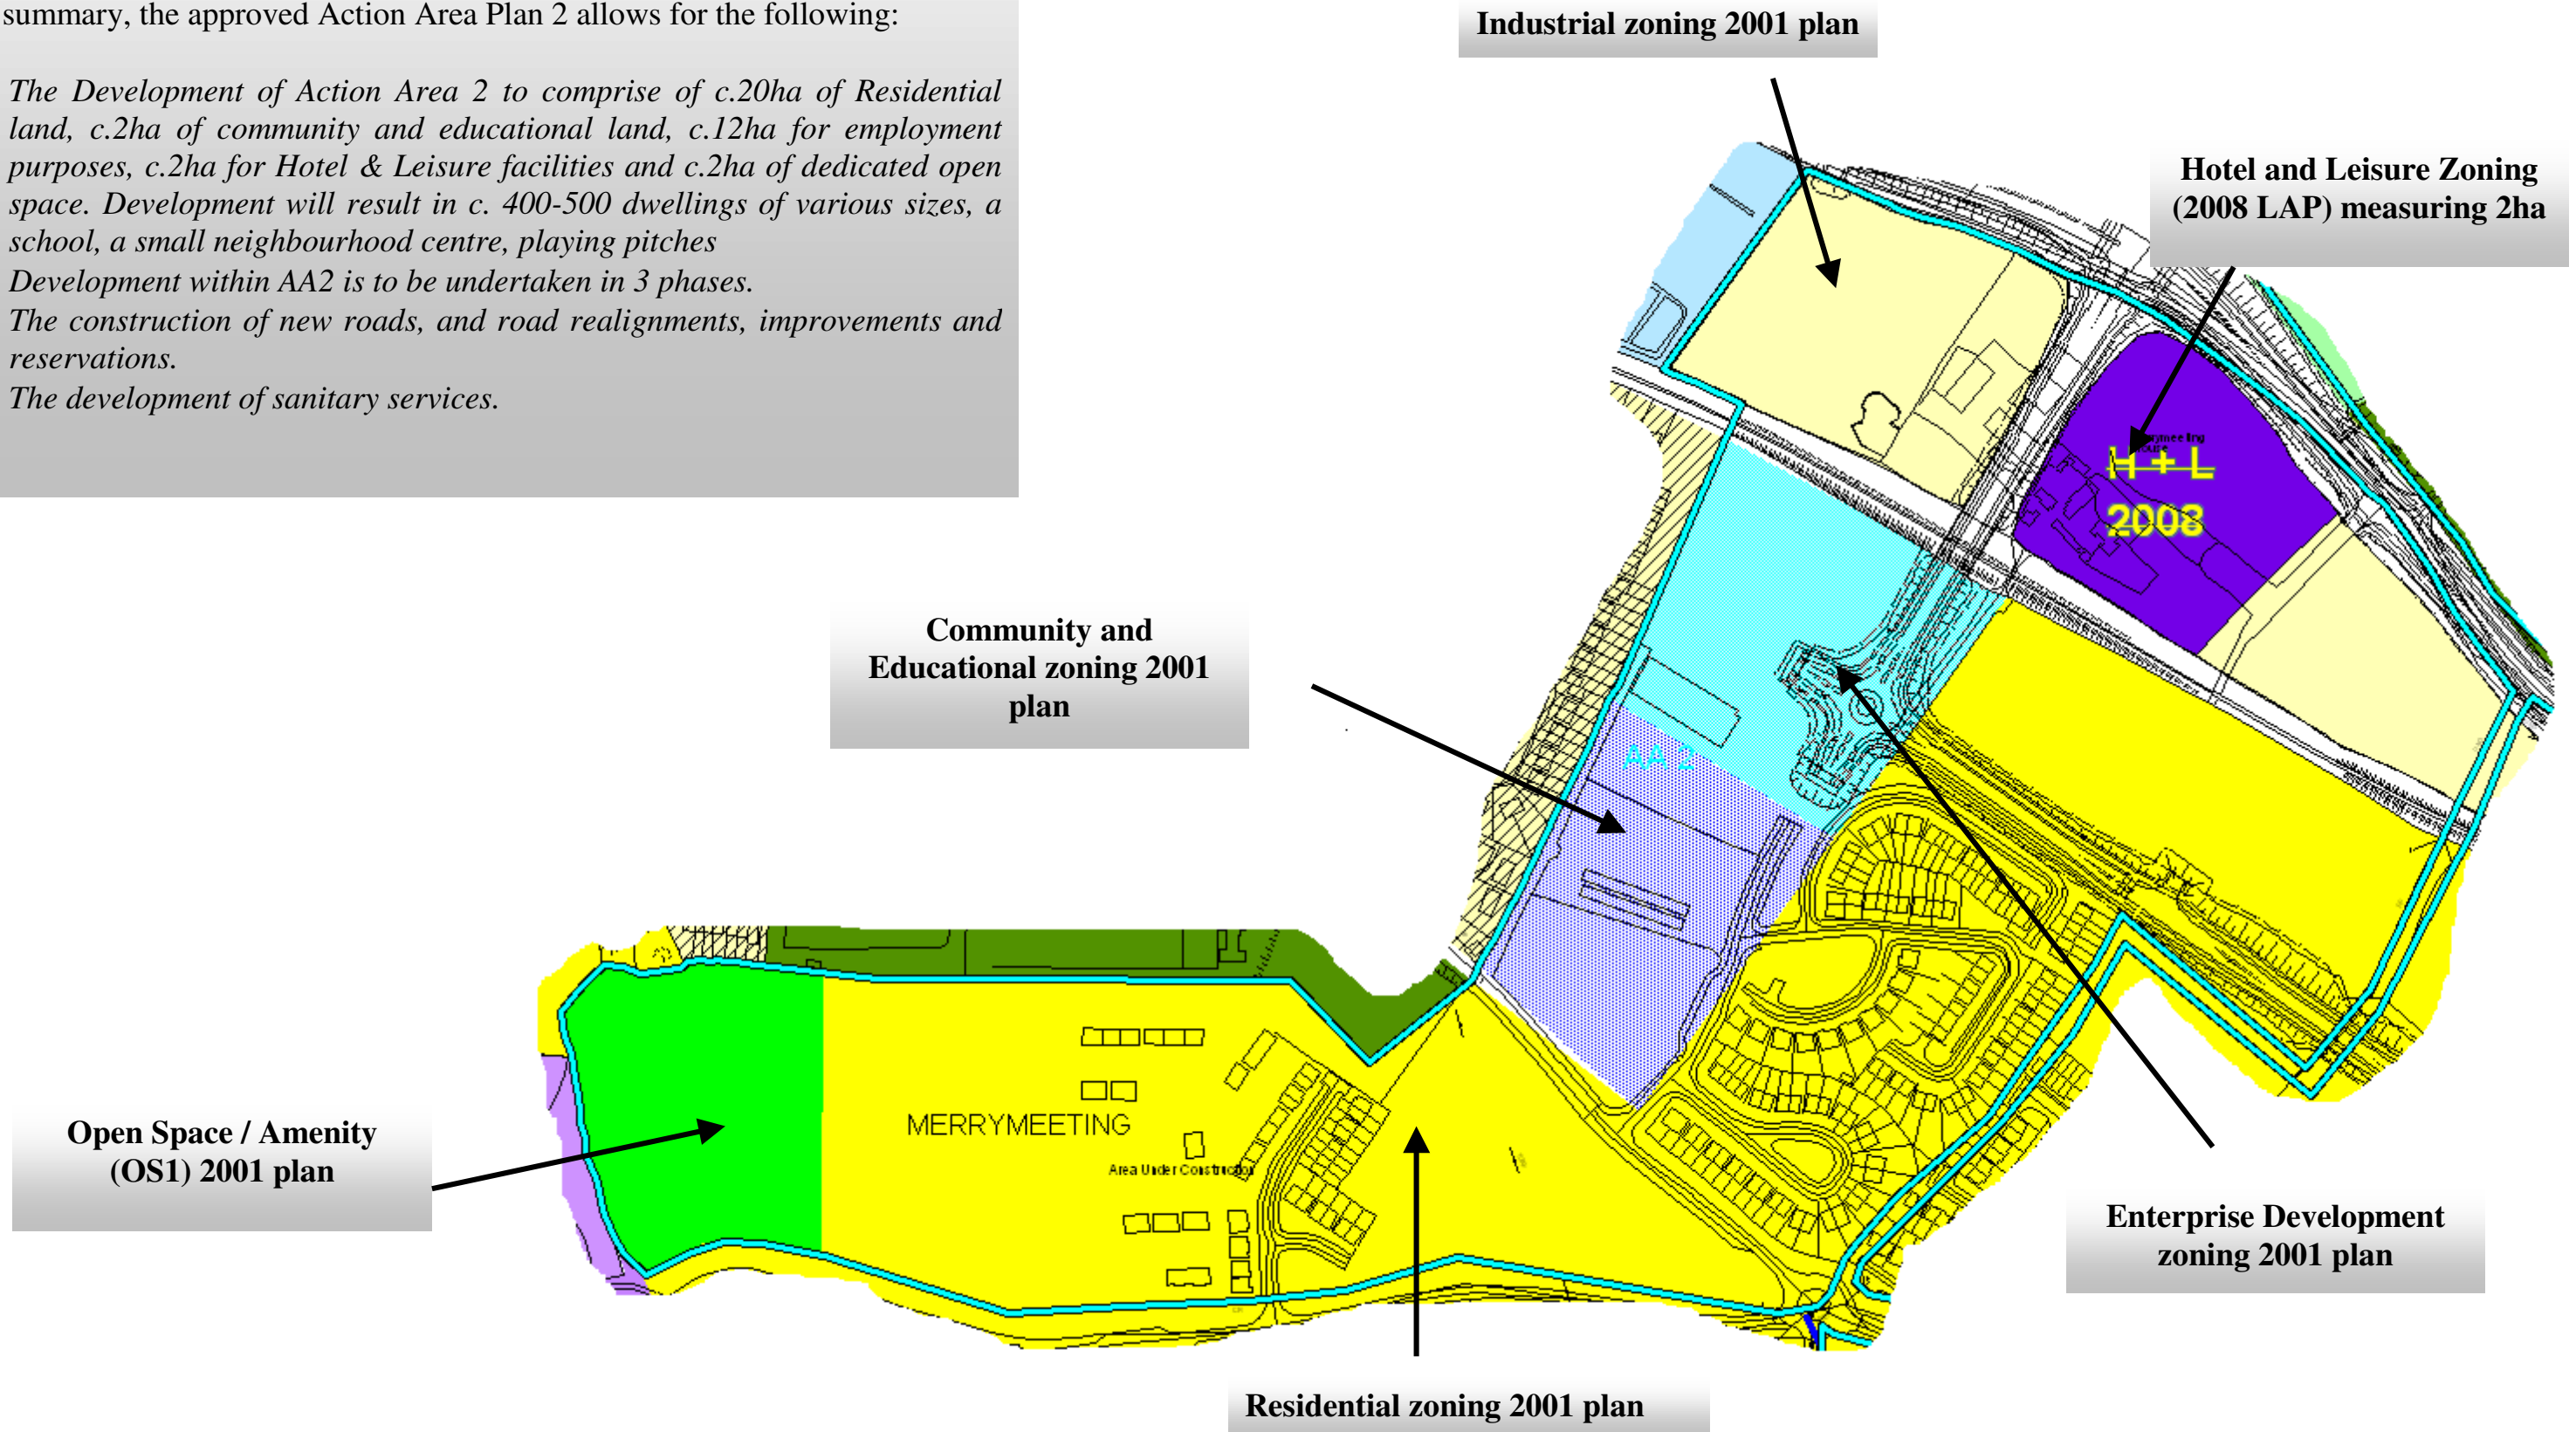 summary, the approved Action Area Plan 2 allows for the following:
The Development of Action Area 2 to comprise of c.20ha of Residential
land, c.2ha of community and educational land, c.12ha for employment
purposes, c.2ha for Hotel & Leisure facilities and c.2ha of dedicated open
space. Development will result in c. 400-500 dwellings of various sizes, a
school, a small neighbourhood centre, playing pitches
Development within AA2 is to be undertaken in 3 phases.
The construction of new roads, and road realignments, improvements and
reservations.
The development of sanitary services.
Industrial zoning 2001 plan
Hotel and Leisure Zoning
(2008 LAP) measuring 2ha
H + L
2008
Community and
Educational zoning 2001
plan
AA 2
MERRYMEETING
Area Under Construction
Open Space / Amenity
(OS1) 2001 plan
Enterprise Development
zoning 2001 plan
Residential zoning 2001 plan